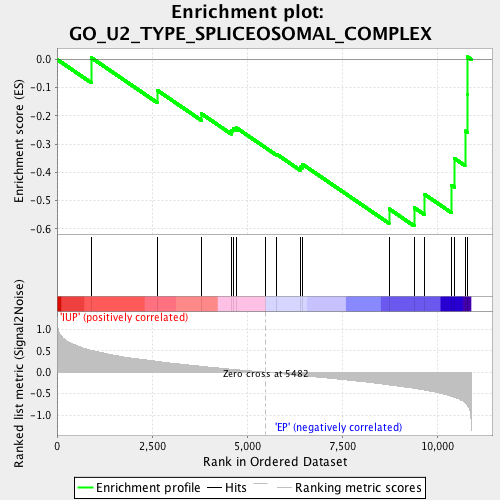 Enrichment plot:
GO_U2_TYPE_SPLICEOSOMAL_COMPLEX
Enrichment score (ES)
0.0
-0.1
-0.2
-0.3
-0.4
-0.5
-0.6
'IUP' (positively correlated)
Ranked list metric (Signal2Noise)
1.0
0.5
0.0
-0.5
-1.0
Zero cross at 5482
'EP' (negatively correlated)
0 2,500 5,000 7,500 10,000
Rank in Ordered Dataset
Enrichment profile Hits Ranking metric scores